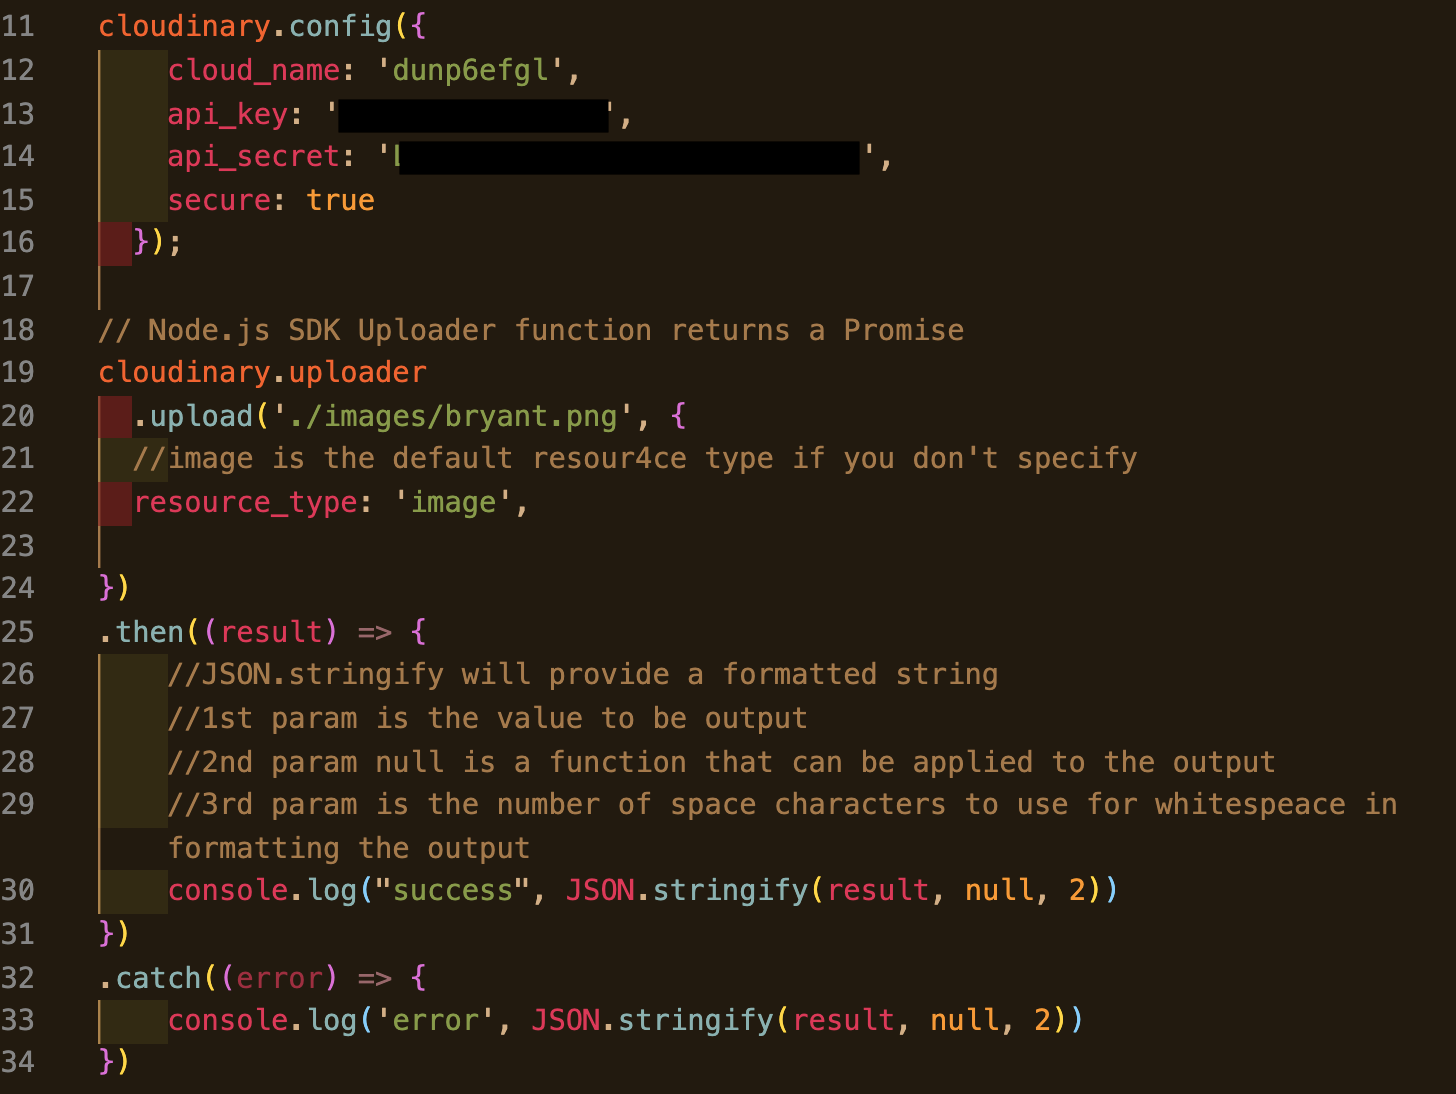 11 cloudinary.config({
12 cloud_name: 'dunp6efgl',
13 api_key: '',
14 api_secret: '',
15 secure: true
16 });
17
18 // Node.js SDK Uploader function returns a Promise
19 cloudinary.uploader
20 .upload('./images/bryant.png', {
21 //image is the default resour4ce type if you don't specify
22 resource_type: 'image',
23
24 })
25 .then((result) => {
26 //JSON.stringify will provide a formatted string
27 //1st param is the value to be output
28 //2nd param null is a function that can be applied to the output
29 //3rd param is the number of space characters to use for whitespeace in
formatting the output
30 console.log("success", JSON.stringify(result, null, 2))
31 })
32 .catch((error) => {
33 console.log('error', JSON.stringify(result, null, 2))
34 })